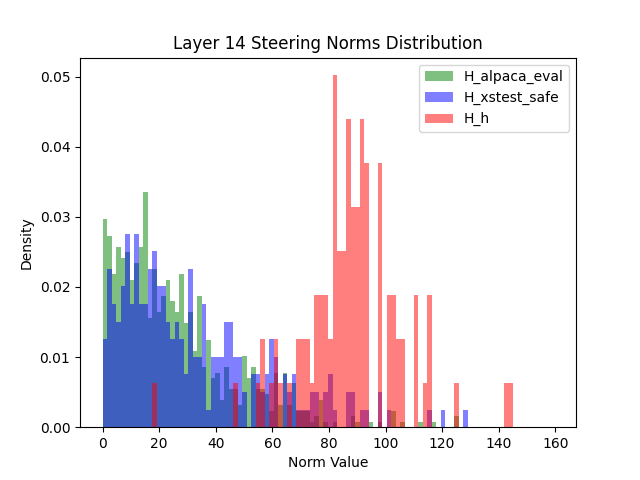 Layer 14 Steering Norms Distribution
H_alpaca_eval
H_xstest_safe
H_h
0.05
0.04
0.03
0.02
0.01
0.00
Density
0 20 40 60 80 100 120 140 160
Norm Value